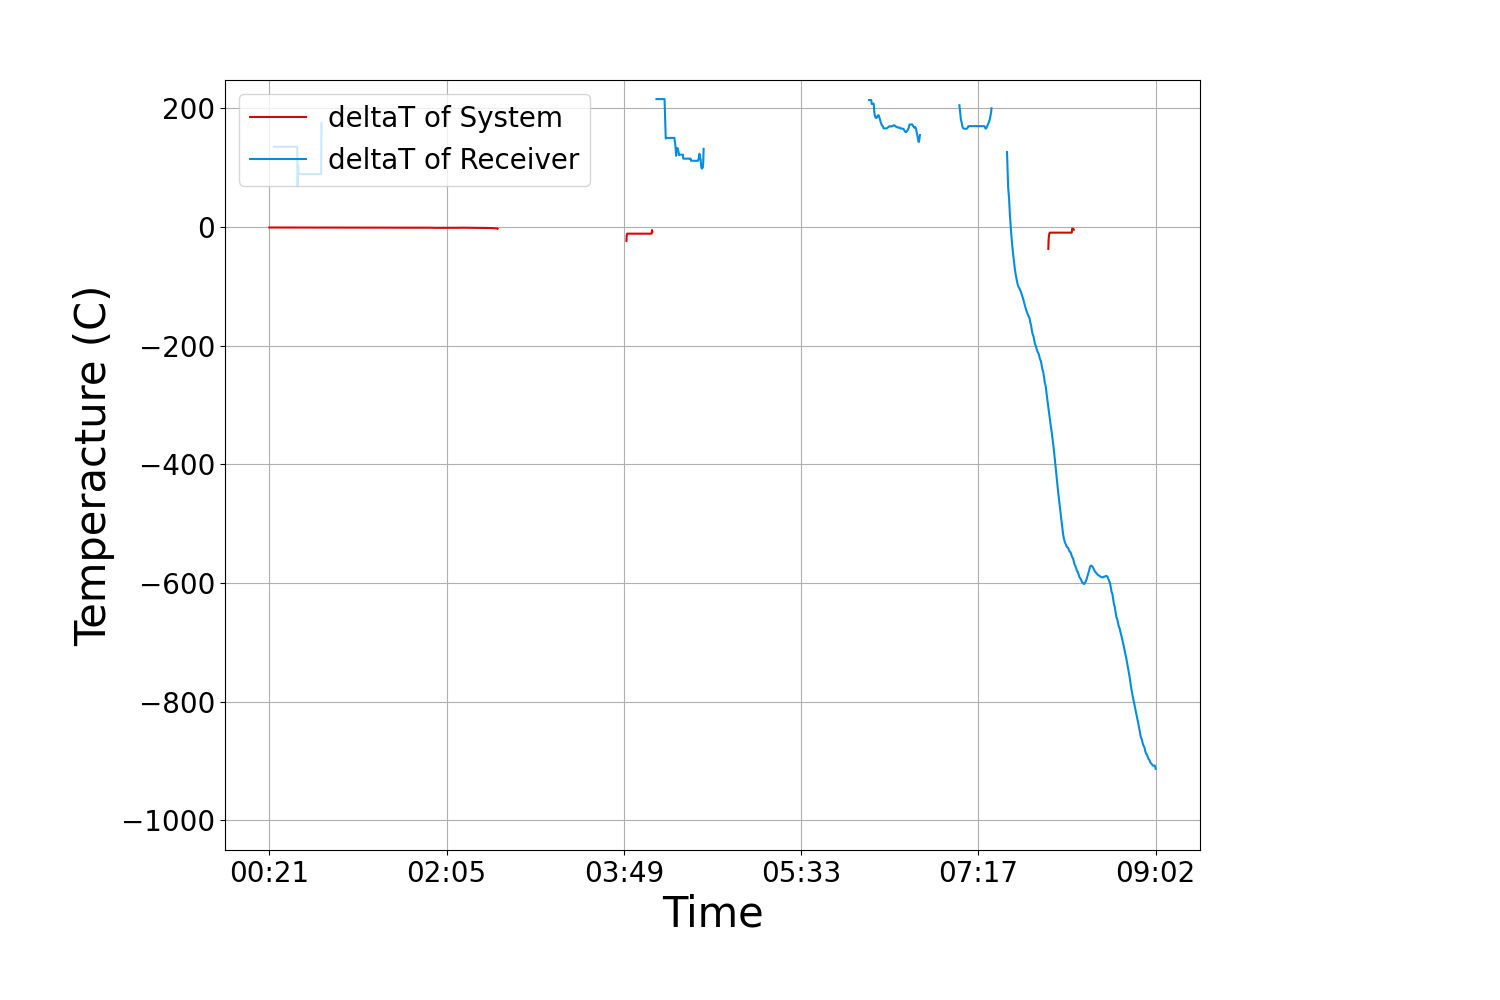 deltaT of System
deltaT of Receiver
200
0
−200
−400
−600
−800
−1000
Temperacture (C)
00:21 02:05 03:49 05:33 07:17 09:02
Time